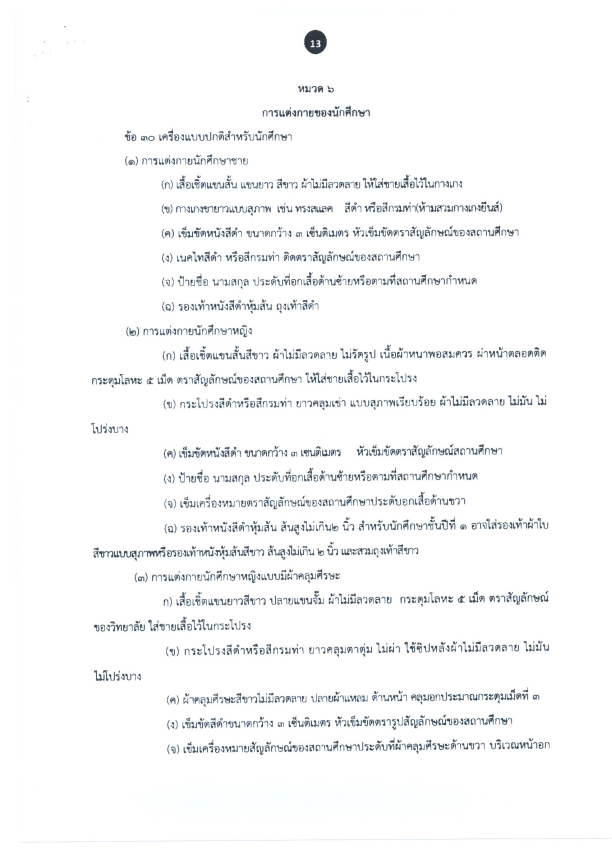 13
หมวด ๖
การแต่งกายของนักศึกษา
ข้อ ๓๐ เครื่องแบบปกติสำหรับนักศึกษา
(๑) การแต่งกายนักศึกษาชาย
(ก) เสื้อเชิ้ตแขนสั้น แขนยาว สีขาว ผ้าไม่มีลวดลาย ให้ใส่ชายเสื้อไว้ในกางเกง
(ข) กางเกงขายาวแบบสุภาพ เช่น ทรงสแลค สีดำ หรือสีกรมท่า(ห้ามสวมกางเกงยีนส์)
(ค) เข็มขัดหนังสีดำ ขนาดกว้าง ๓ เซ็นติเมตร หัวเข็มขัดตราสัญลักษณ์ของสถานศึกษา
(ง) เนคไทสีดำ หรือสีกรมท่า ติดตราสัญลักษณ์ของสถานศึกษา
(จ) ป้ายชื่อ นามสกุล ประดับที่อกเสื้อด้านซ้ายหรือตามที่สถานศึกษากำหนด
(ฉ) รองเท้าหนังสีดำหุ้มส้น ถุงเท้าสีดำ
(๒) การแต่งกายนักศึกษาหญิง
(ก) เสื้อเชิ้ตแขนสั้นสีขาว ผ้าไม่มีลวดลาย ไม่รัดรูป เนื้อผ้าหนาพอสมควร ผ่าหน้าตลอดติด
กระดุมโลหะ ๕ เม็ด ตราสัญลักษณ์ของสถานศึกษา ให้ใส่ชายเสื้อไว้ในกระโปรง
(ข) กระโปรงสีดำหรือสีกรมท่า ยาวคลุมเข่า แบบสุภาพเรียบร้อย ผ้าไม่มีลวดลาย ไม่มัน ไม่
โปร่งบาง
(ค) เข็มขัดหนังสีดำ ขนาดกว้าง ๓ เซนติเมตร หัวเข็มขัดตราสัญลักษณ์สถานศึกษา
(ง) ป้ายชื่อ นามสกุล ประดับที่อกเสื้อด้านซ้ายหรือตามที่สถานศึกษากำหนด
(จ) เข็มเครื่องหมายตราสัญลักษณ์ของสถานศึกษาประดับอกเสื้อด้านขวา
(ฉ) รองเท้าหนังสีดำหุ้มส้น ส้นสูงไม่เกิน๒ นิ้ว สำหรับนักศึกษาชั้นปีที่ ๑ อาจใส่รองเท้าผ้าใบ
สีขาวแบบสุภาพหรือรองเท้าหนังหุ้มส้นสีขาว ส้นสูงไม่เกิน ๒ นิ้ว และสวมถุงเท้าสีขาว
(๓) การแต่งกายนักศึกษาหญิงแบบมีผ้าคลุมศีรษะ
ก) เสื้อเชิ้ตแขนยาวสีขาว ปลายแขนจั๊ม ผ้าไม่มีลวดลาย กระดุมโลหะ ๕ เม็ด ตราสัญลักษณ์
ของวิทยาลัย ใส่ชายเสื้อไว้ในกระโปรง
(ข) กระโปรงสีดำหรือสีกรมท่า ยาวคลุมตาตุ่ม ไม่ผ่า ใช้ซิปหลังผ้าไม่มีลวดลาย ไม่มัน
ไม่โปร่งบาง
(ค) ผ้าคลุมศีรษะสีขาวไม่มีลวดลาย ปลายผ้าแหลม ด้านหน้า คลุมอกประมาณกระดุมเม็ดที่ ๓
(ง) เข็มขัดสีดำขนาดกว้าง ๓ เซ็นติเมตร หัวเข็มขัดตรารูปสัญลักษณ์ของสถานศึกษา
(จ) เข็มเครื่องหมายสัญลักษณ์ของสถานศึกษาประดับที่ผ้าคลุมศีรษะด้านขวา บริเวณหน้าอก